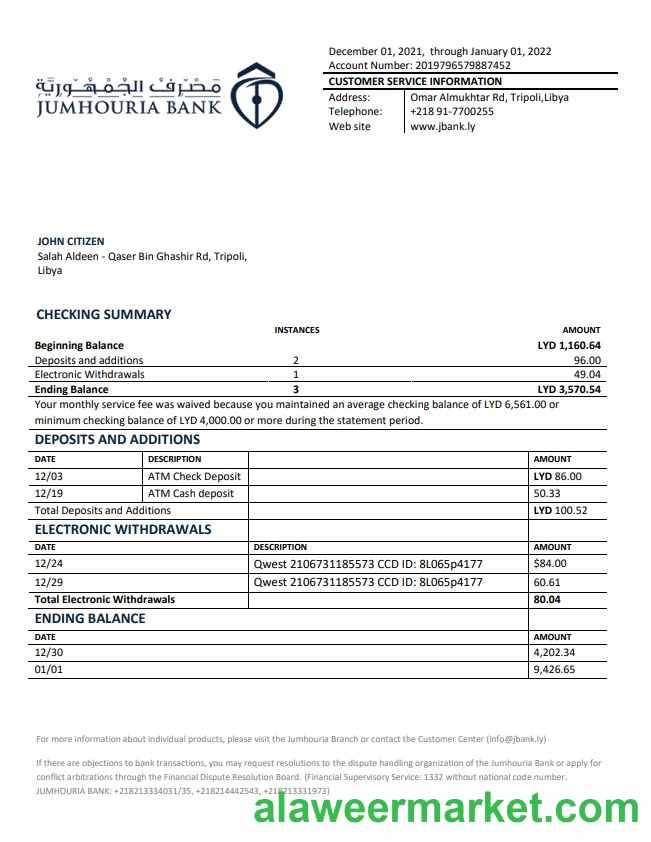 December 01, 2021, through January 01, 2022
Account Number: 2019796579887452
CUSTOMER SERVICE INFORMATION
Address: Omar Almukhtar Rd, Tripoli,Libya
Telephone: +218 91-7700255
Web site www.jbank.ly
مصرف الجمهورية
JUMHOURIA BANK
JOHN CITIZEN
Salah Aldeen - Qaser Bin Ghashir Rd, Tripoli,
Libya
CHECKING SUMMARY
INSTANCES AMOUNT
Beginning Balance LYD 1,160.64
Deposits and additions 2 96.00
Electronic Withdrawals 1 49.04
Ending Balance 3 LYD 3,570.54
Your monthly service fee was waived because you maintained an average checking balance of LYD 6,561.00 or
minimum checking balance of LYD 4,000.00 or more during the statement period.
DEPOSITS AND ADDITIONS
DATE DESCRIPTION AMOUNT
12/03 ATM Check Deposit LYD 86.00
12/19 ATM Cash deposit 50.33
Total Deposits and Additions LYD 100.52
ELECTRONIC WITHDRAWALS
DATE DESCRIPTION AMOUNT
12/24 Qwest 2106731185573 CCD ID: 8L065p4177 $84.00
12/29 Qwest 2106731185573 CCD ID: 8L065p4177 60.61
Total Electronic Withdrawals 80.04
ENDING BALANCE
DATE AMOUNT
12/30 4,202.34
01/01 9,426.65
For more information about individual products, please visit the Jumhouria Branch or contact the Customer Center (info@jbank.ly)
If there are objections to bank transactions, you may request resolutions to the dispute handling organization of the Jumhouria Bank or apply for
conflict arbitrations through the Financial Dispute Resolution Board. (Financial Supervisory Service: 1332 without national code number.
JUMHOURIA BANK: +218213334031/35, +218214442543, +218213331973)
alaweermarket.com